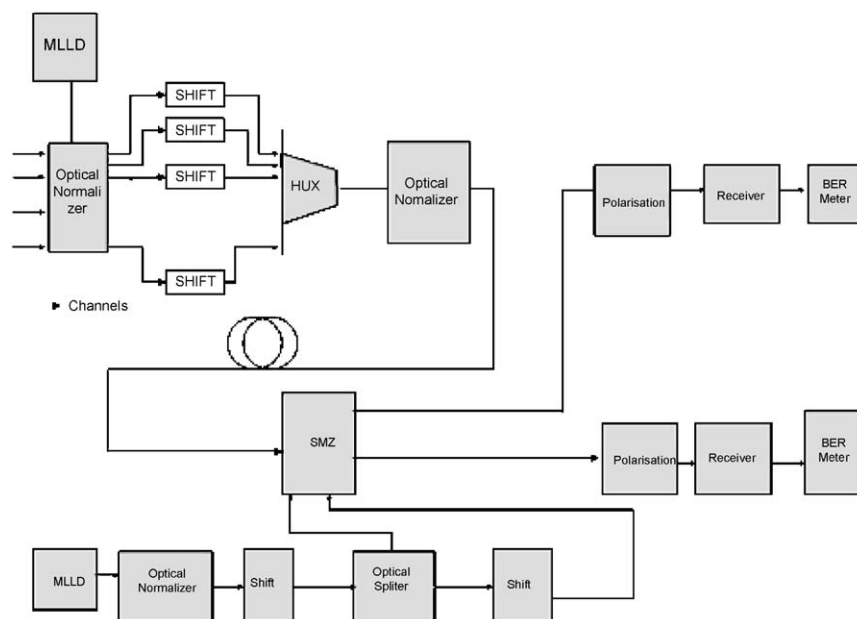 MLLD
SHIFT
SHIFT
SHIFT
SHIFT
Optical
Normali
zer
HUX
Optical
Nomalizer
Polarisation
Receiver
BER
Meter
Channels
SMZ
Polarisation
Receiver
BER
Meter
MLLD
Optical
Normalizer
Shift
Optical
Spliter
Shift